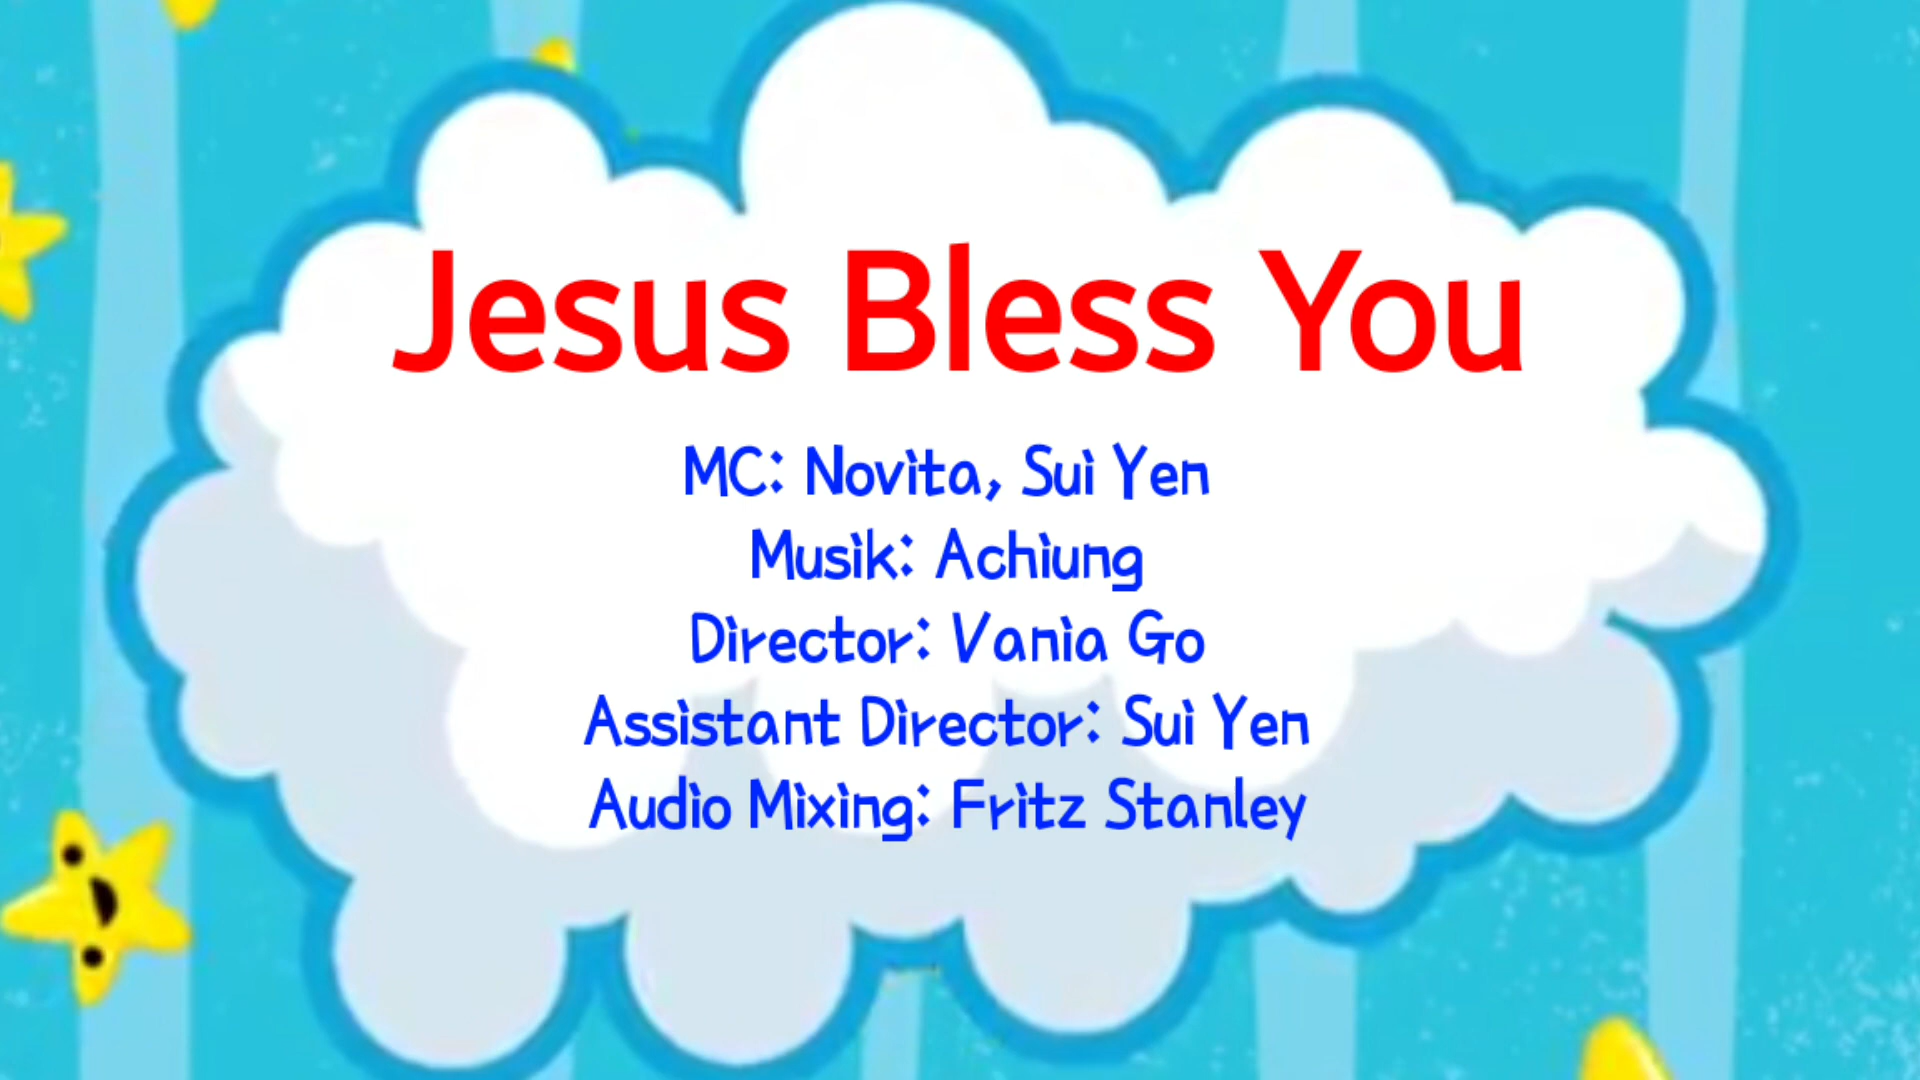 Jesus Bless You
MC: Novita, Sui Yen
Musik: Achiung
Director: Vania Go
Assistant Director: Sui Yen
Audio Mixing: Fritz Stanley